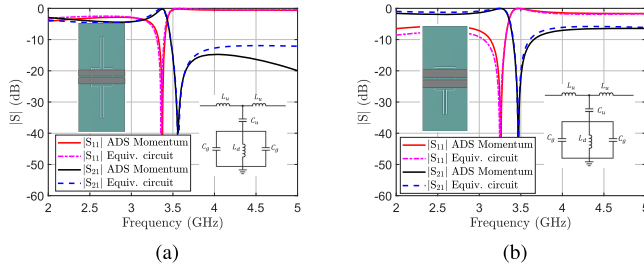 0
-10
-20
-30
-40
-50
-60
|S| (dB)
2 2.5 3 3.5 4 4.5 5
Frequency (GHz)
|S11| ADS Momentum
|S11| Equiv. circuit
|S21| ADS Momentum
|S21| Equiv. circuit
Lu Lu
Cu
Cg Ld Cg
(a)
0
-10
-20
-30
-40
-50
-60
|S| (dB)
2 2.5 3 3.5 4 4.5 5
Frequency (GHz)
|S11| ADS Momentum
|S11| Equiv. circuit
|S21| ADS Momentum
|S21| Equiv. circuit
Lu Lu
Cu
Cg Ld Cg
(b)